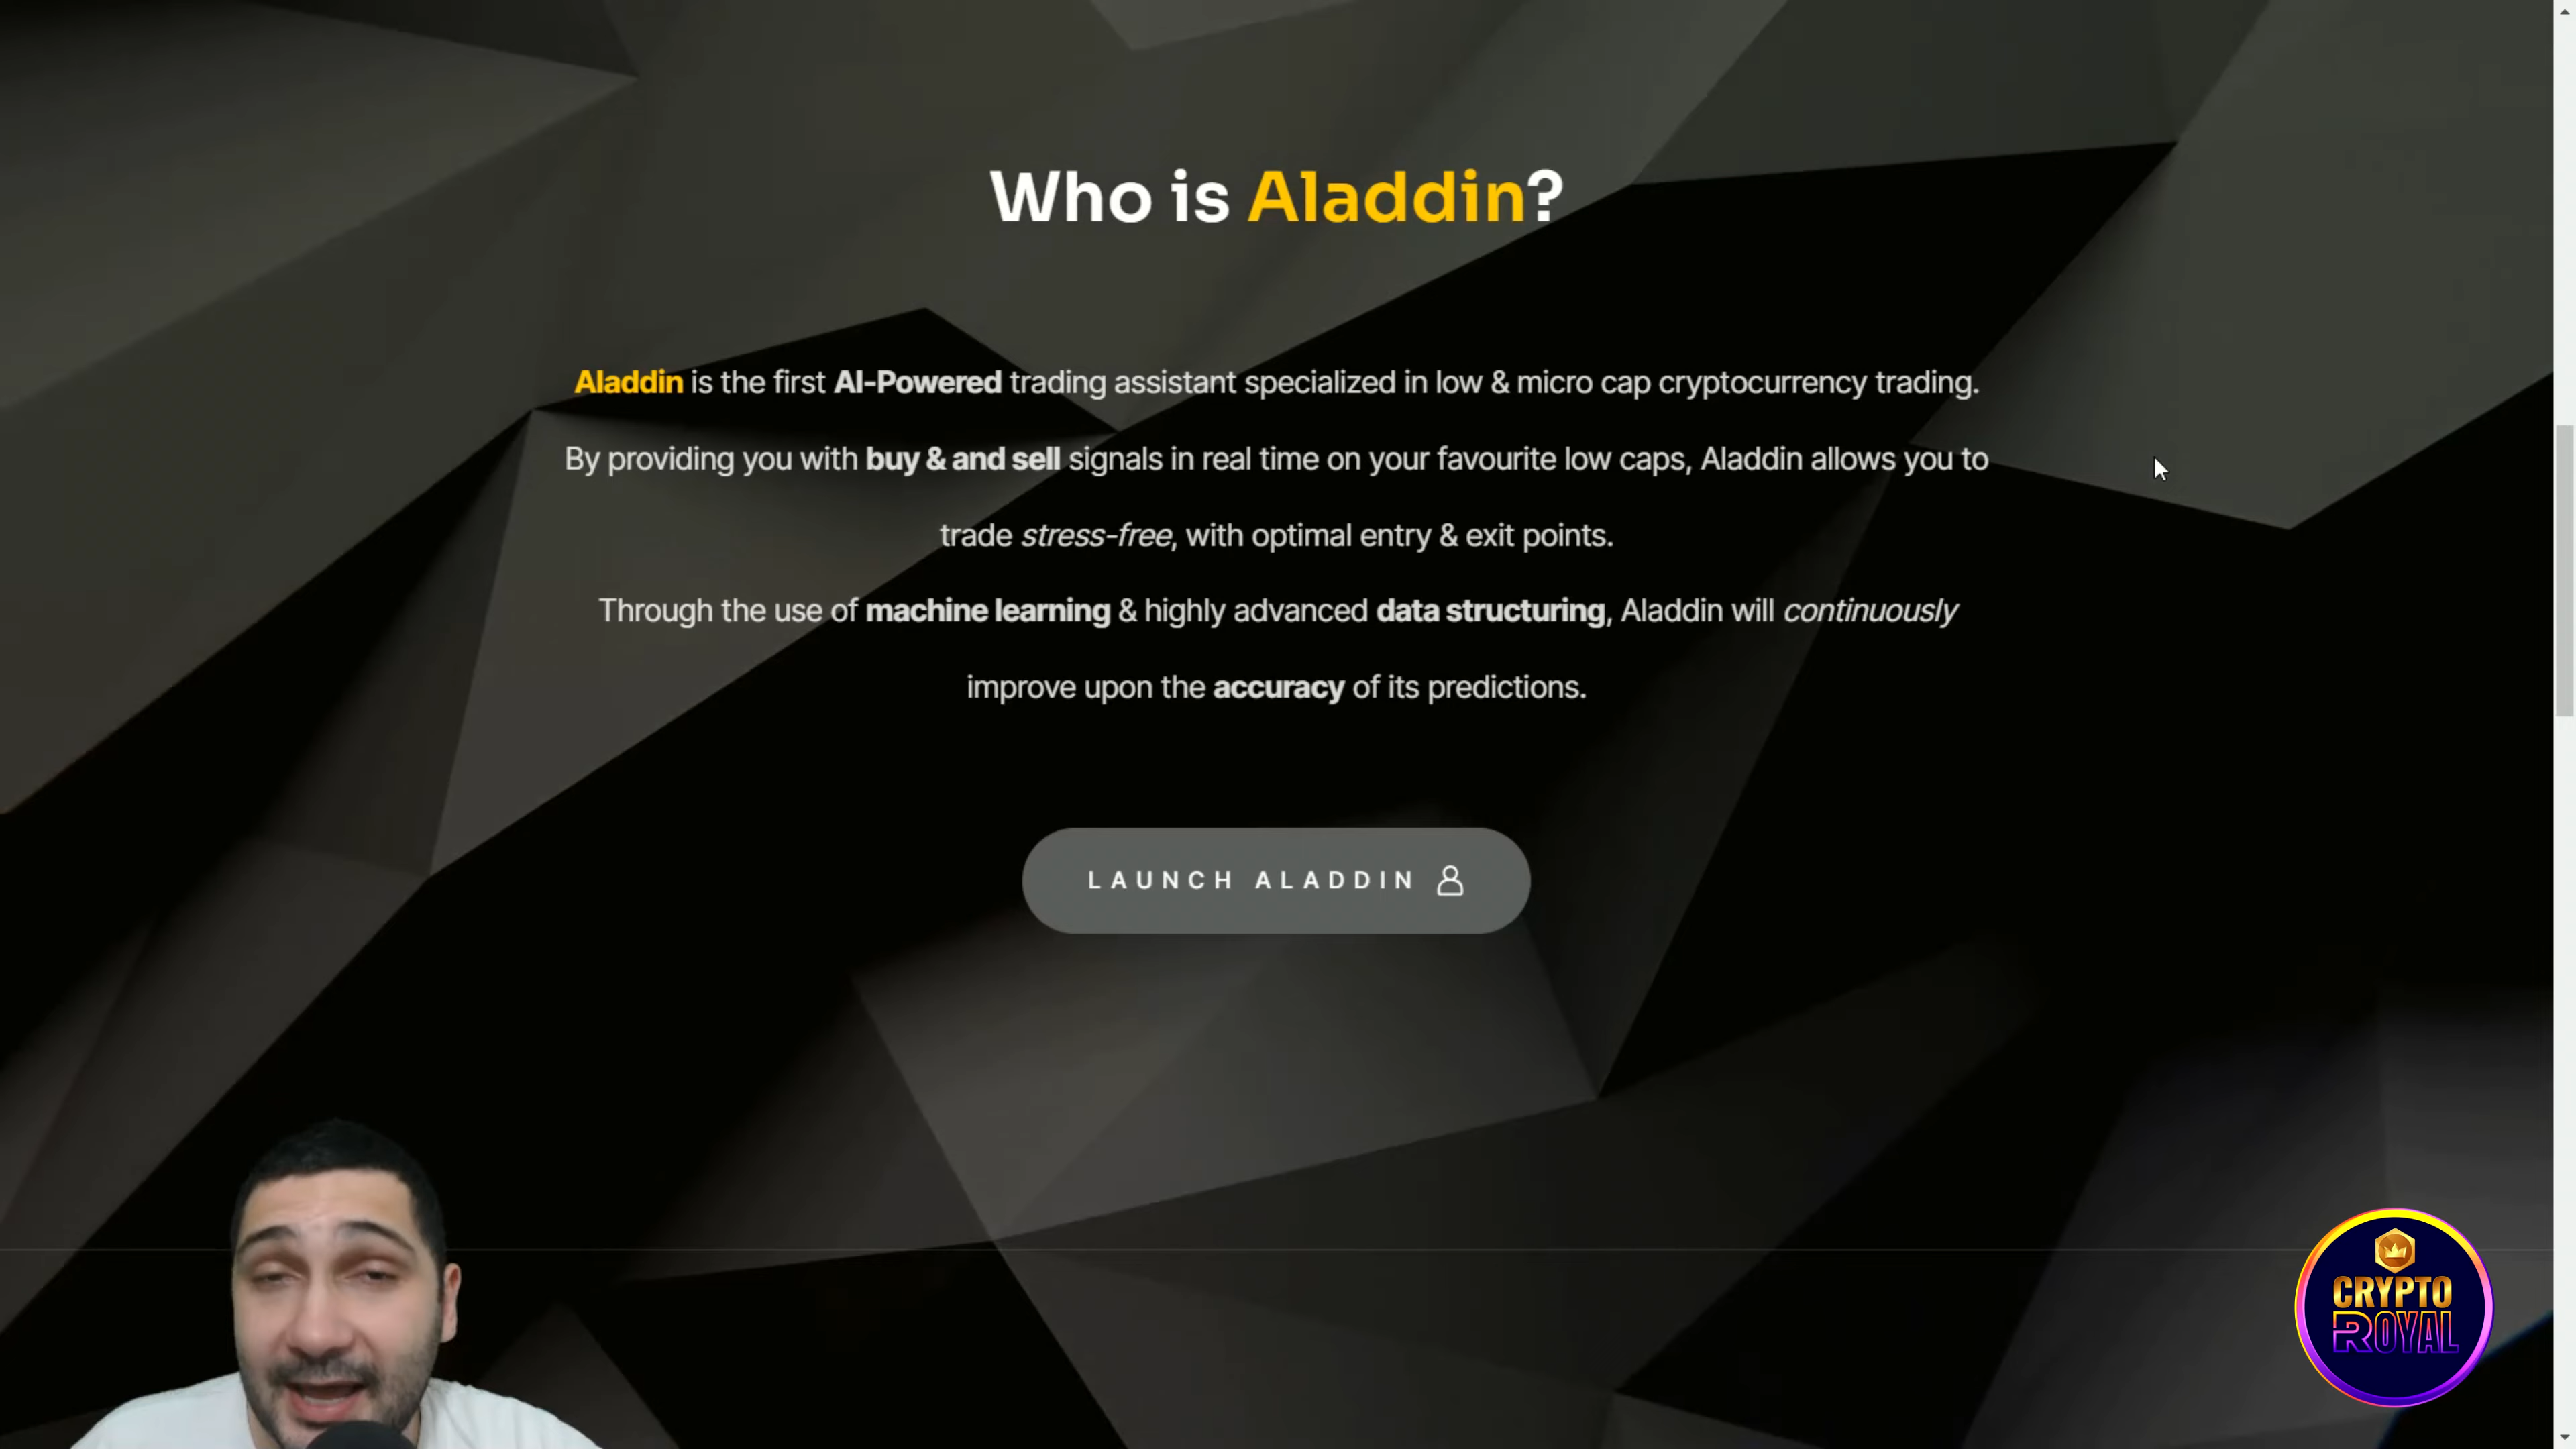 Who is Aladdin?
Aladdin is the first AI-Powered trading assistant specialized in low & micro cap cryptocurrency trading.
By providing you with buy & and sell signals in real time on your favourite low caps, Aladdin allows you to
trade stress-free, with optimal entry & exit points.
Through the use of machine learning & highly advanced data structuring, Aladdin will continuously
improve upon the accuracy of its predictions.
LAUNCH ALADDIN
CRYPTO
ROYAL